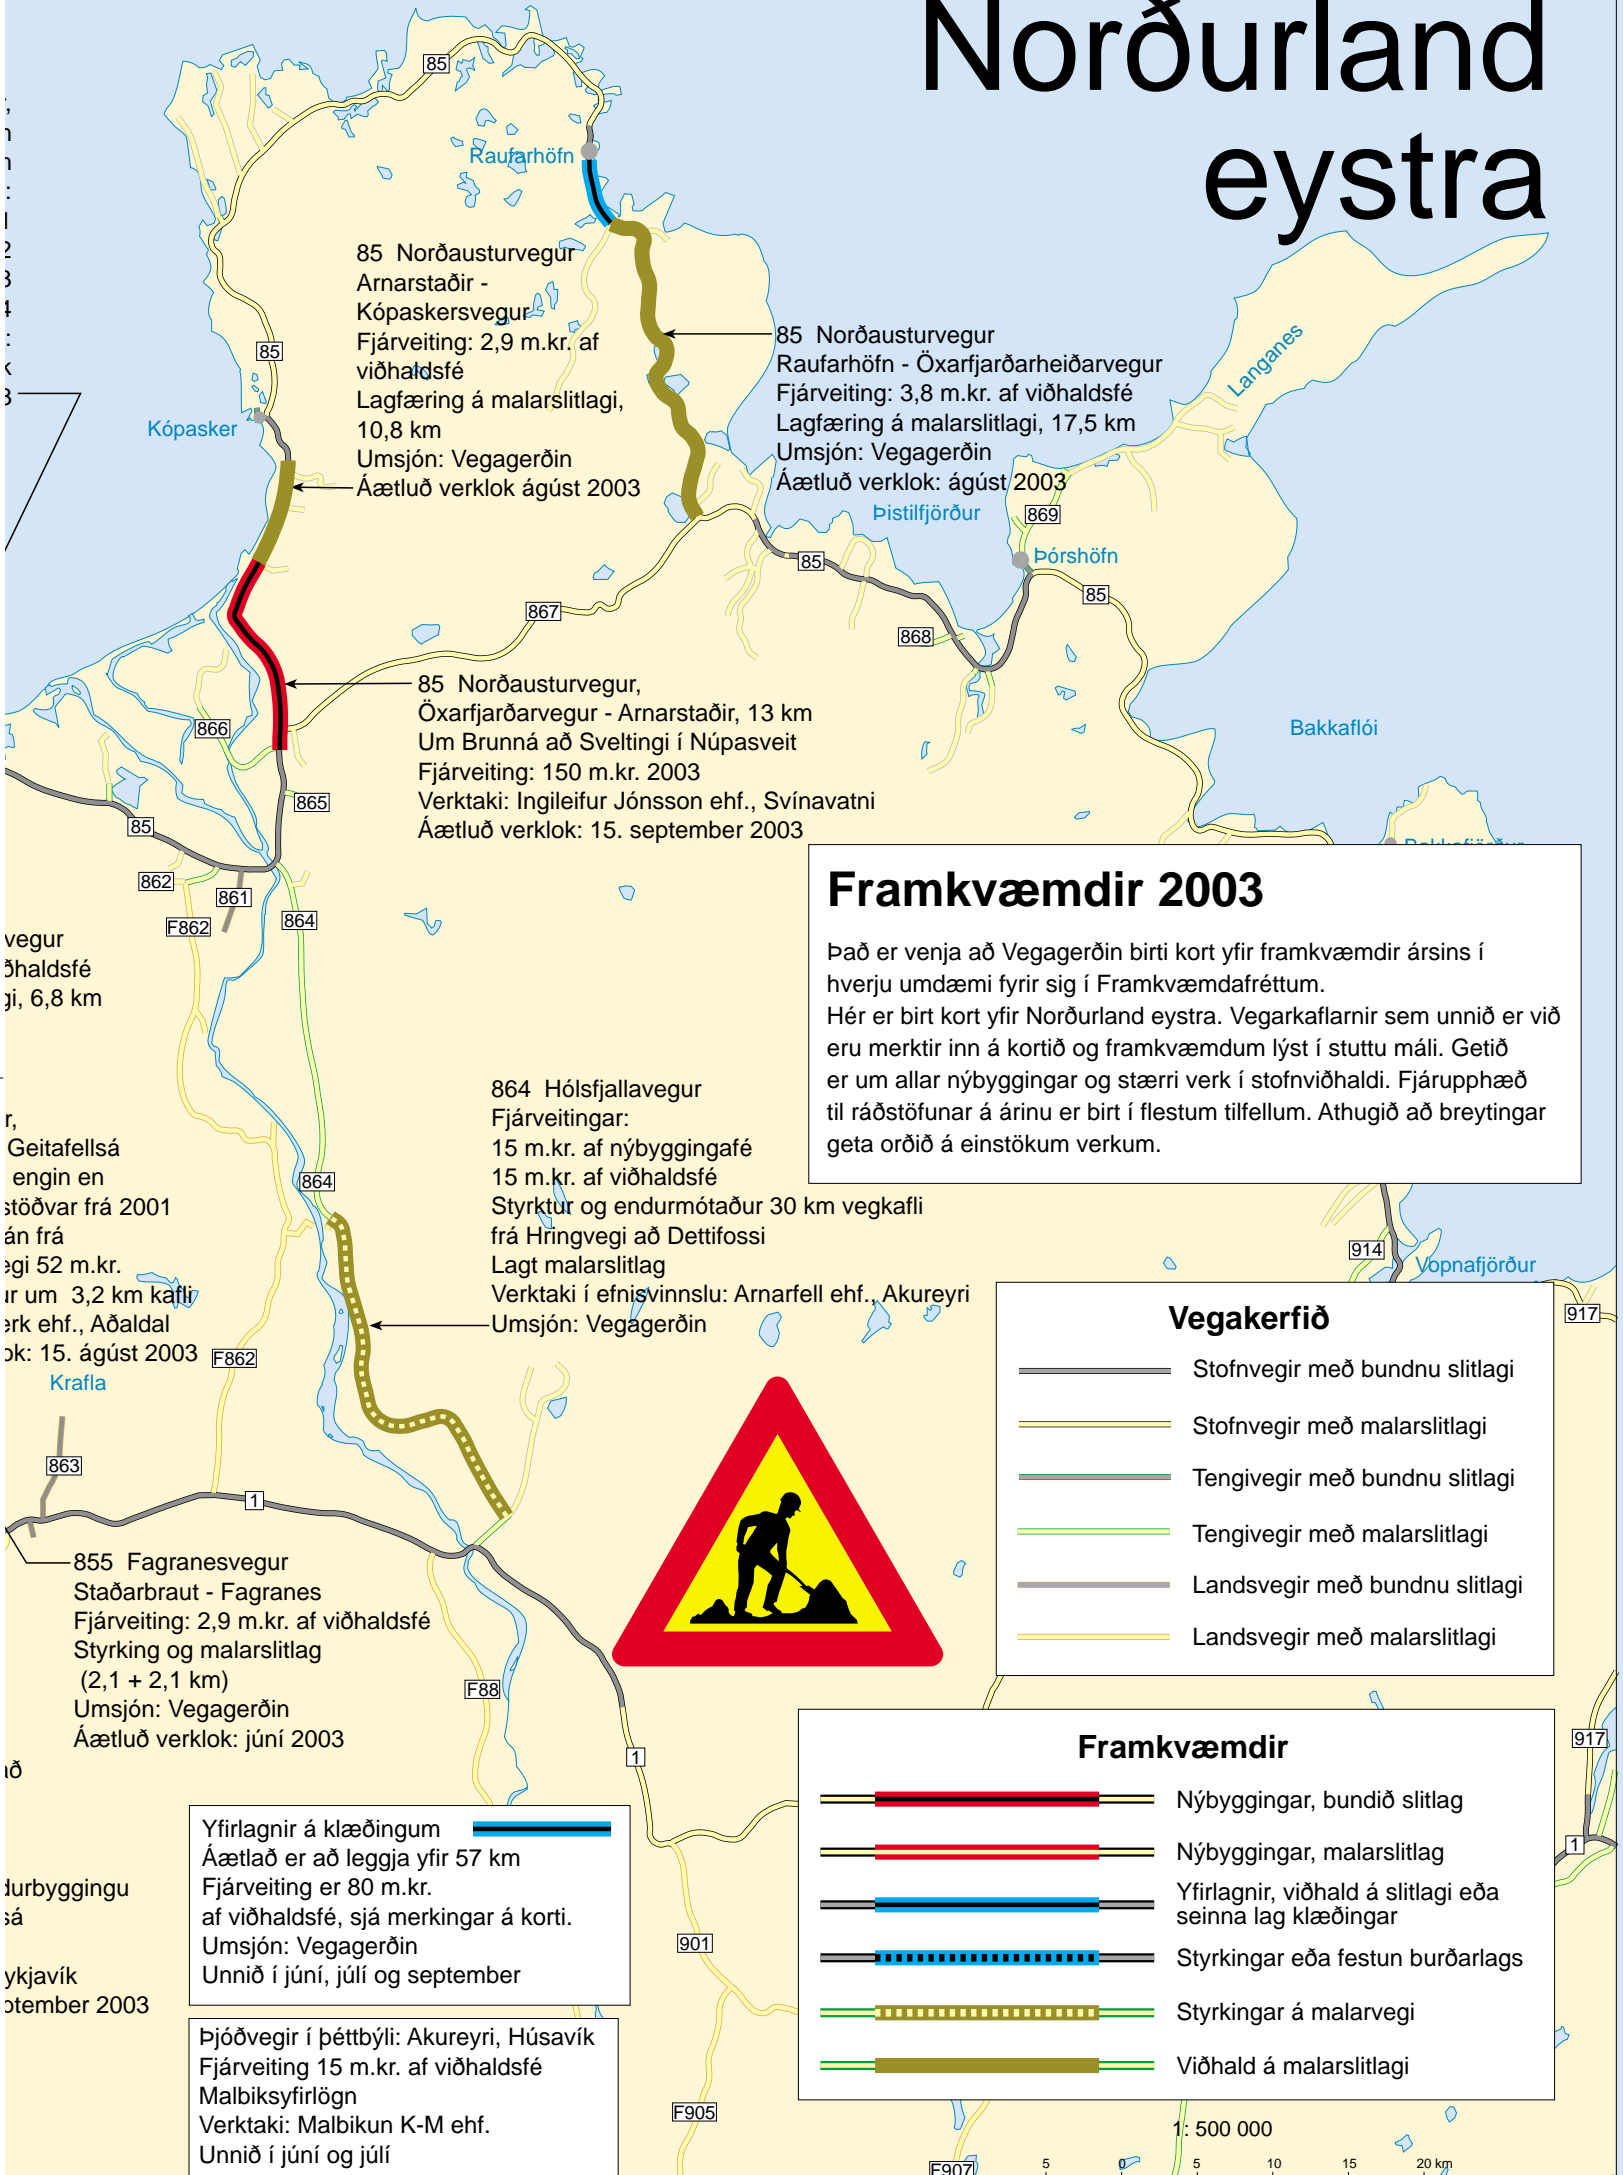 Norðurland
eystra
85
Raufarhöfn
85 Norðausturvegur
Arnarstaðir -
Kópaskersvegur
Fjárveiting: 2,9 m.kr. af
viðhaldsfé
Lagfæring á malarslitlagi,
10,8 km
Umsjón: Vegagerðin
Áætluð verklok ágúst 2003
85 Norðausturvegur
Raufarhöfn - Öxarfjarðarheiðarvegur
Fjárveiting: 3,8 m.kr. af viðhaldsfé
Lagfæring á malarslitlagi, 17,5 km
Umsjón: Vegagerðin
Áætluð verklok: ágúst 2003
Langanes
85
Kópasker
Þistilfjörður
869
Þórshöfn
85
85
867
868
85 Norðausturvegur,
Öxarfjarðarvegur - Arnarstaðir, 13 km
Um Brunná að Sveltingi í Núpasveit
Fjárveiting: 150 m.kr. 2003
Verktaki: Ingileifur Jónsson ehf., Svínavatni
Áætluð verklok: 15. september 2003
866
Bakkaflói
865
85
862
861
F862
864
Framkvæmdir 2003
Það er venja að Vegagerðin birti kort yfir framkvæmdir ársins í
hverju umdæmi fyrir sig í Framkvæmdafréttum.
Hér er birt kort yfir Norðurland eystra. Vegarkaflarnir sem unnið er við
eru merktir inn á kortið og framkvæmdum lýst í stuttu máli. Getið
er um allar nýbyggingar og stærri verk í stofnviðhaldi. Fjárupphæð
til ráðstöfunar á árinu er birt í flestum tilfellum. Athugið að breytingar
geta orðið á einstökum verkum.
vegur
ðhaldsfé
gi, 6,8 km
r,
Geitafellsá
engin en
stöðvar frá 2001
án frá
egi 52 m.kr.
ur um 3,2 km kafli
erk ehf., Aðaldal
ok: 15. ágúst 2003
864 Hólsfjallavegur
Fjárveitingar:
15 m.kr. af nýbyggingafé
15 m.kr. af viðhaldsfé
Styrktur og endurmótaður 30 km vegkafli
frá Hringvegi að Dettifossi
Lagt malarslitlag
Verktaki í efnisvinnslu: Arnarfell ehf., Akureyri
Umsjón: Vegagerðin
864
F862
Krafla
863
1
914
Vopnafjörður
917
Vegakerfið
Stofnvegir með bundnu slitlagi
Stofnvegir með malarslitlagi
Tengivegir með bundnu slitlagi
Tengivegir með malarslitlagi
Landsvegir með bundnu slitlagi
Landsvegir með malarslitlagi
855 Fagranesvegur
Staðarbraut - Fagranes
Fjárveiting: 2,9 m.kr. af viðhaldsfé
Styrking og malarslitlag
(2,1 + 2,1 km)
Umsjón: Vegagerðin
Áætluð verklok: júní 2003
F88
1
917
1
að
durbyggingu
sá
ykjavík
ptember 2003
Framkvæmdir
Nýbyggingar, bundið slitlag
Nýbyggingar, malarslitlag
Yfirlagnir, viðhald á slitlagi eða
seinna lag klæðingar
Styrkingar eða festun burðarlags
Styrkingar á malarvegi
Viðhald á malarslitlagi
Yfirlagnir á klæðingum
Áætlað er að leggja yfir 57 km
Fjárveiting er 80 m.kr.
af viðhaldsfé, sjá merkingar á korti.
Umsjón: Vegagerðin
Unnið í júní, júlí og september
Þjóðvegir í þéttbýli: Akureyri, Húsavík
Fjárveiting 15 m.kr. af viðhaldsfé
Malbiksyfirlögn
Verktaki: Malbikun K-M ehf.
Unnið í júní og júlí
901
F905
F907
1: 500 000
5 0 5 10 15 20 km